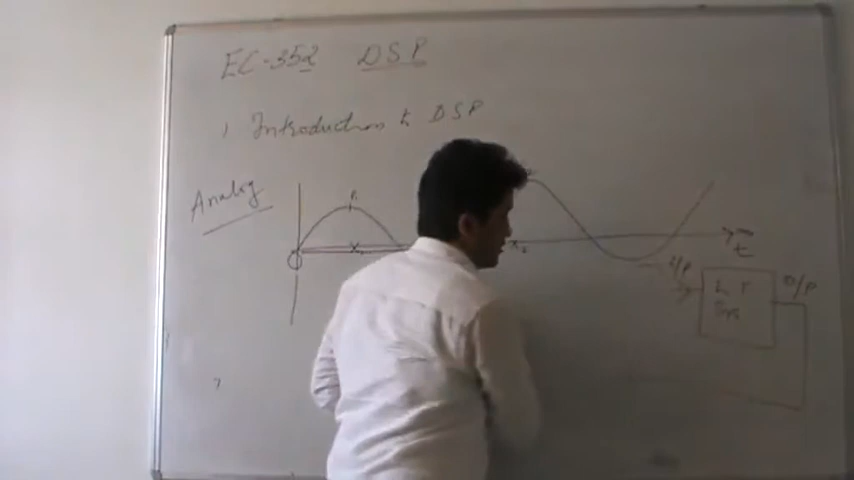 EC-352 DSP
1 Introduction to DSP
Analog
t
I/P
O/P